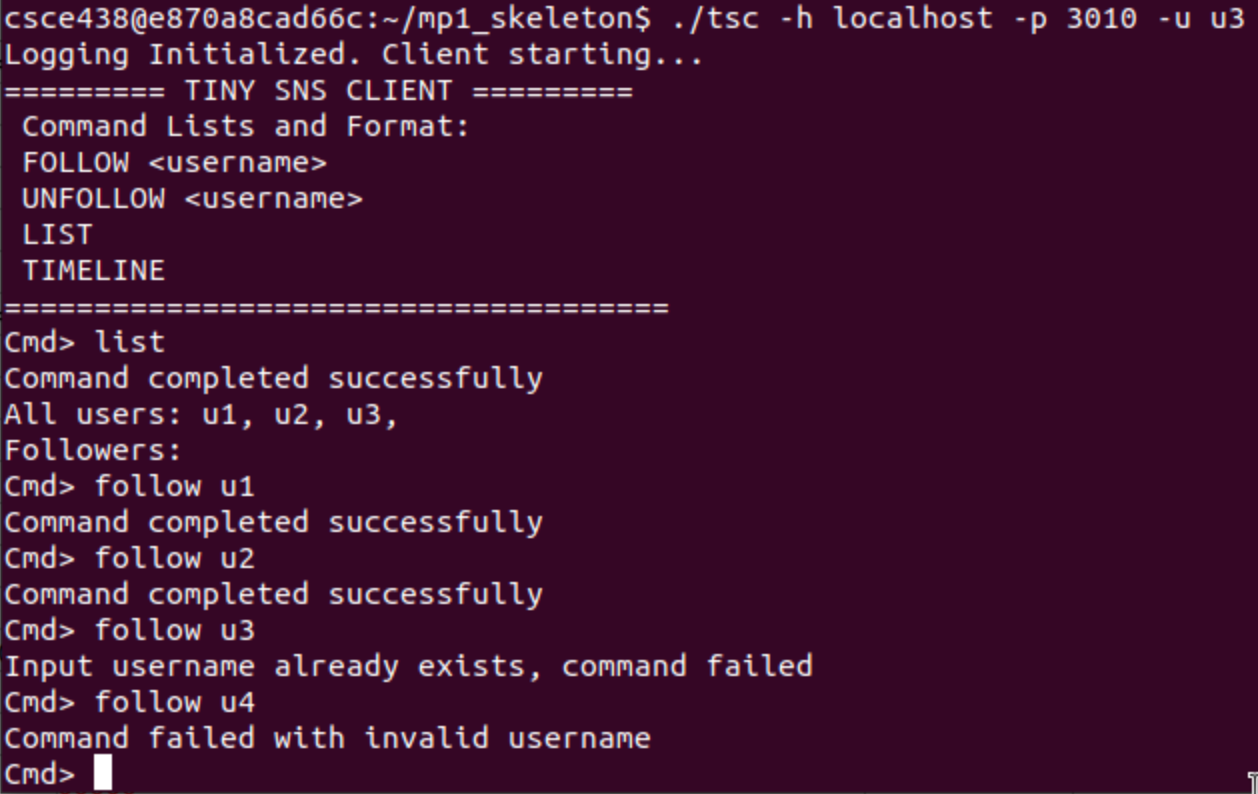 csce438@e870a8cad66c:~/mp1_skeleton$ ./tsc -h localhost -p 3010 -u u3
Logging Initialized. Client starting...
========= TINY SNS CLIENT =========
 Command Lists and Format:
 FOLLOW <username>
 UNFOLLOW <username>
 LIST
 TIMELINE
=====================================
Cmd> list
Command completed successfully
All users: u1, u2, u3,
Followers:
Cmd> follow u1
Command completed successfully
Cmd> follow u2
Command completed successfully
Cmd> follow u3
Input username already exists, command failed
Cmd> follow u4
Command failed with invalid username
Cmd>